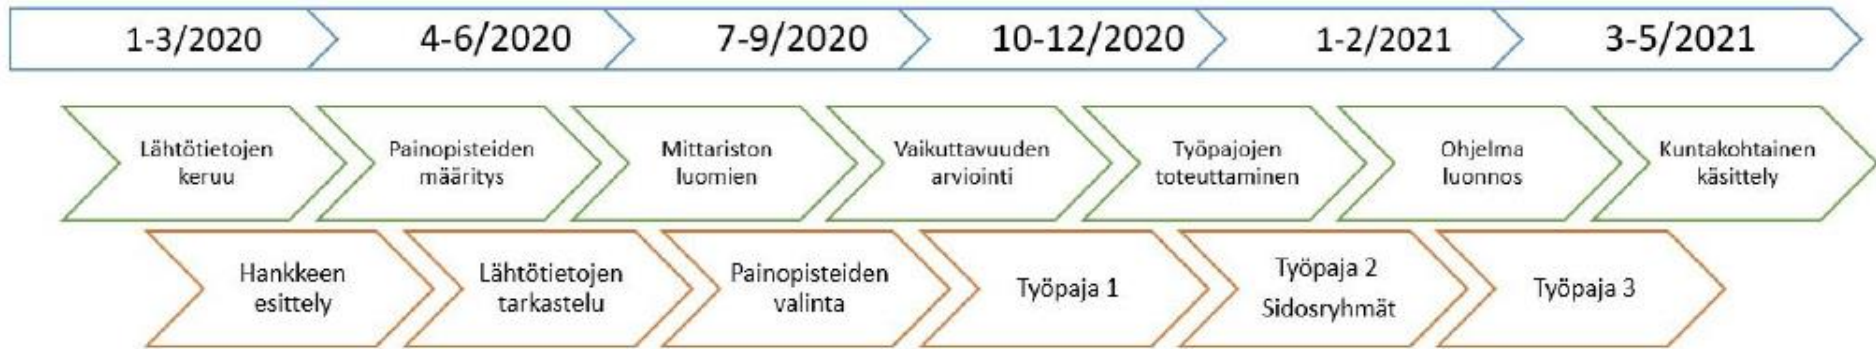 1-3/2020
4-6/2020
7-9/2020
10-12/2020
1-2/2021
3-5/2021
Lähtötietojen
keruu
Painopisteiden
määritys
Mittariston
luomien
Vaikuttavuuden
arviointi
Työpajojen
toteuttaminen
Ohjelma
luonnos
Kuntakohtainen
käsittely
Hankkeen
esittely
Lähtötietojen
tarkastelu
Painopisteiden
valinta
Työpaja 1
Työpaja 2
Sidosryhmät
Työpaja 3